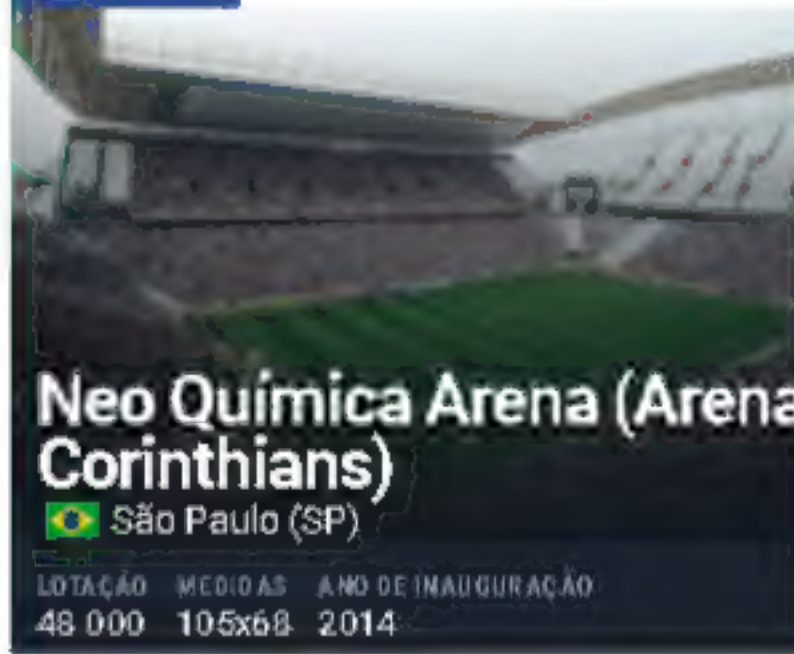 Neo Química Arena (Arena
Corinthians)
São Paulo (SP)
LOTAÇÃO MEDIDAS ANO DE INAUGURAÇÃO
48 000 105x68 2014